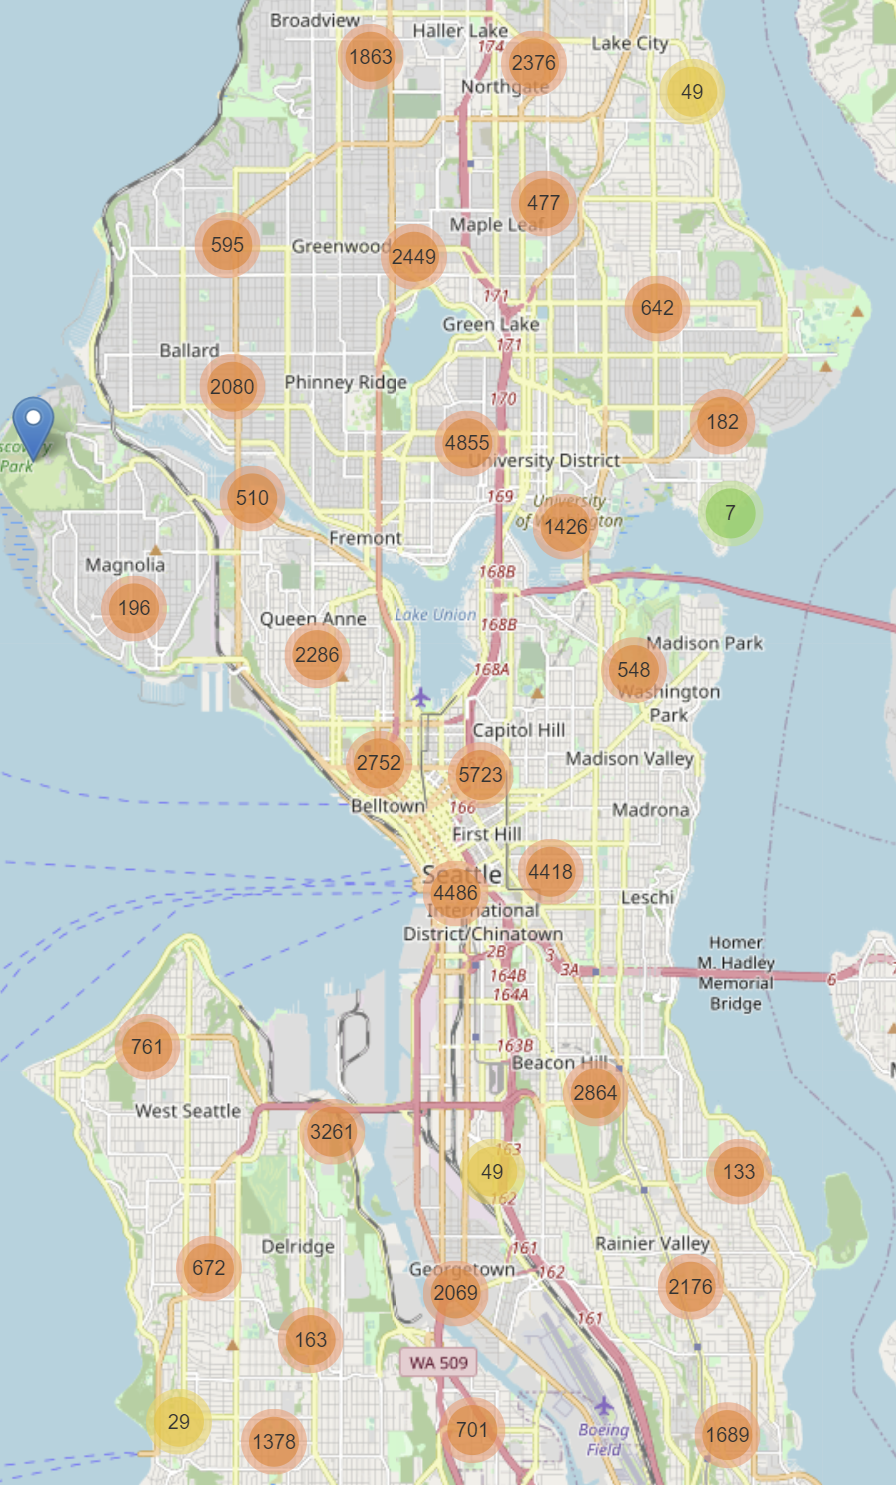 Broadview
Haller Lake
Lake City
174
1863
2376
Northgate
49
477
Maple Leaf
595
Greenwood
2449
171
642
Green Lake
171
Ballard
Phinney Ridge
2080
170
182
4855
University District
Park
510
169
University
of Washington
1426
7
Fremont
Magnolia
168B
196
Lake Union
Queen Anne
168B
2286
Madison Park
168A
548
Washington
Park
Capitol Hill
2752
5723
Madison Valley
Belltown
166
Madrona
First Hill
Seattle
4418
4486
Leschi
International
District/Chinatown
2B
3
3A
Homer
M. Hadley
Memorial
Bridge
6
164B
164A
761
163B
Beacon Hill
2864
West Seattle
3261
163
49
133
162
Delridge
161
Rainier Valley
672
Georgetown
162
2069
2176
161
163
WA 509
29
1378
701
Boeing
Field
1689